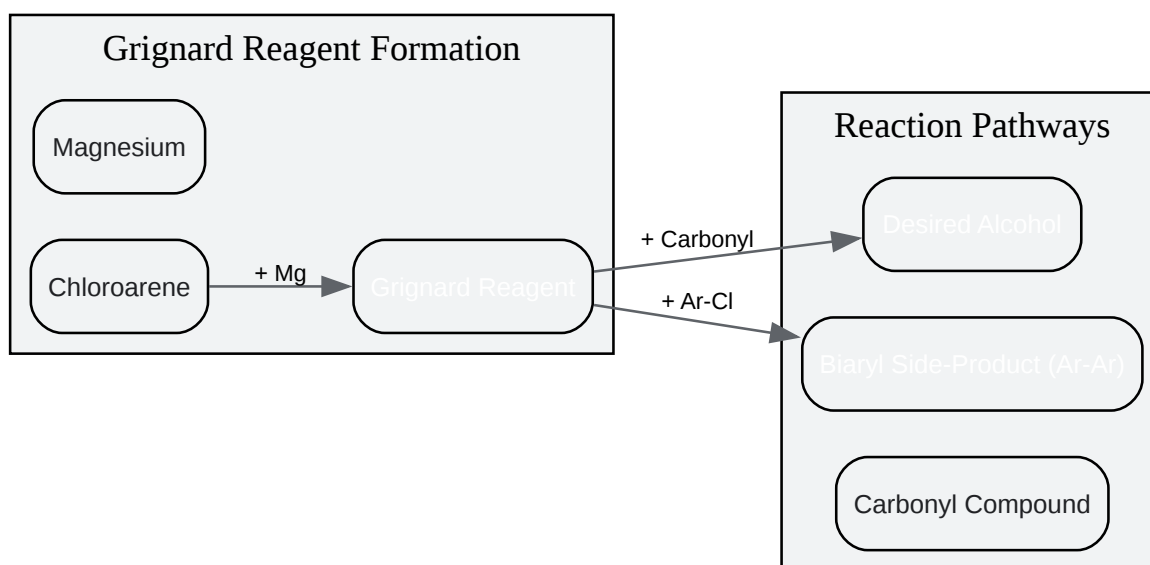 Grignard Reagent Formation
Magnesium
Chloroarene
+ Mg
Grignard Reagent
+ Carbonyl
+ Ar-Cl
Reaction Pathways
Desired Alcohol
Biaryl Side-Product (Ar-Ar)
Carbonyl Compound